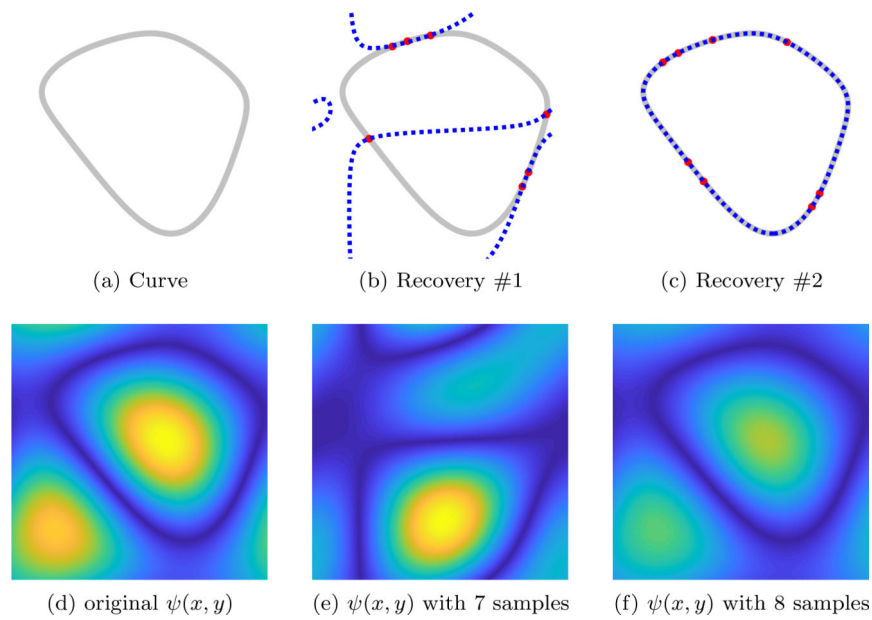 (a) Curve
(b) Recovery #1
(c) Recovery #2
(d) original ψ(x, y)
(e) ψ(x, y) with 7 samples
(f) ψ(x, y) with 8 samples